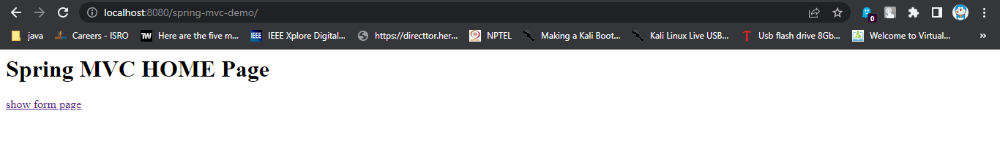 localhost:8080/spring-mvc-demo/
0
java
Careers - ISRO
TW
Here are the five m...
IEEE
IEEE Xplore Digital...
https://directtor.her...
NPTEL
Making a Kali Boot...
Kali Linux Live USB...
T
Usb flash drive 8Gb...
Welcome to Virtual...
»
Spring MVC HOME Page
show form page